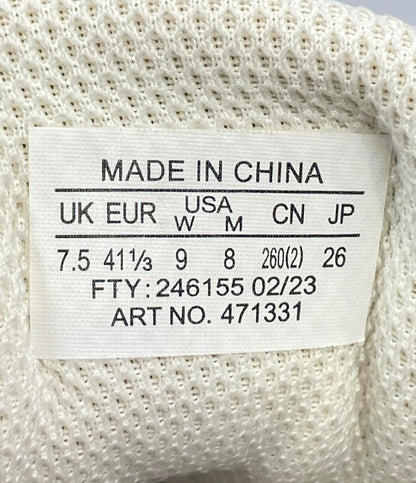 MADE IN CHINA
UK EUR USA W M CN JP
7.5 41⅓ 9 8 260(2) 26
FTY: 246155 02/23
ART NO. 471331